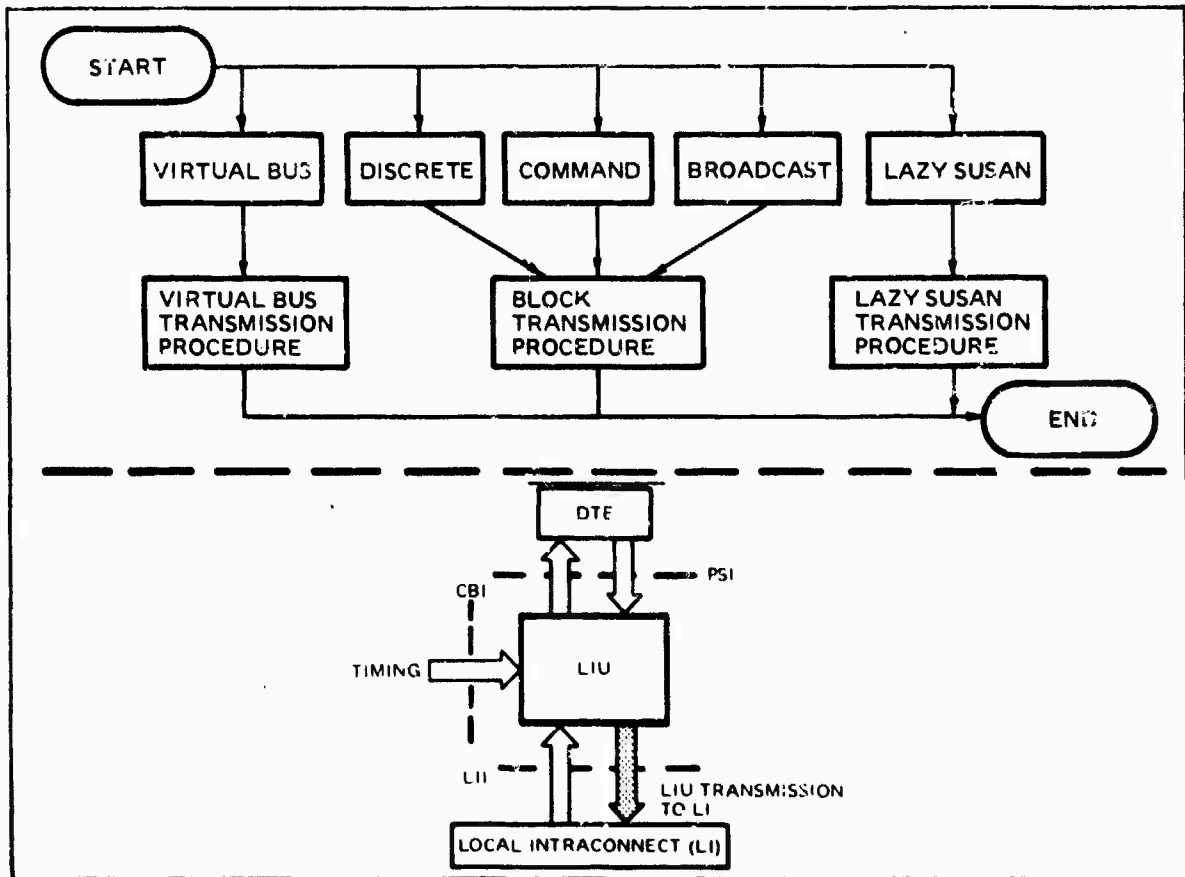 START
VIRTUAL BUS
DISCRETE
COMMAND
BROADCAST
LAZY SUSAN
VIRTUAL BUS
TRANSMISSION
PROCEDURE
BLOCK
TRANSMISSION
PROCEDURE
LAZY SUSAN
TRANSMISSION
PROCEDURE
END
DTE
PSI
CBI
TIMING
LIU
LII
LIU TRANSMISSION
TO LI
LOCAL INTRACONNECT (LI)